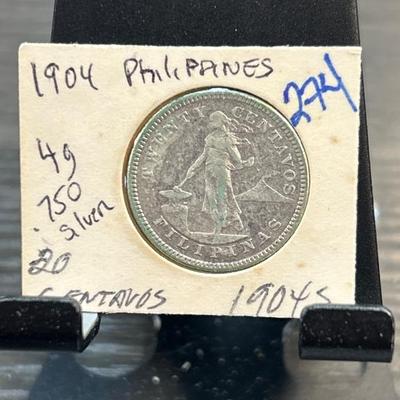 1904 PhiliPANES
274
4g
.750
Silver
20
CENTAVOS
1904s
TWENTY CENTAVOS
FILIPINAS